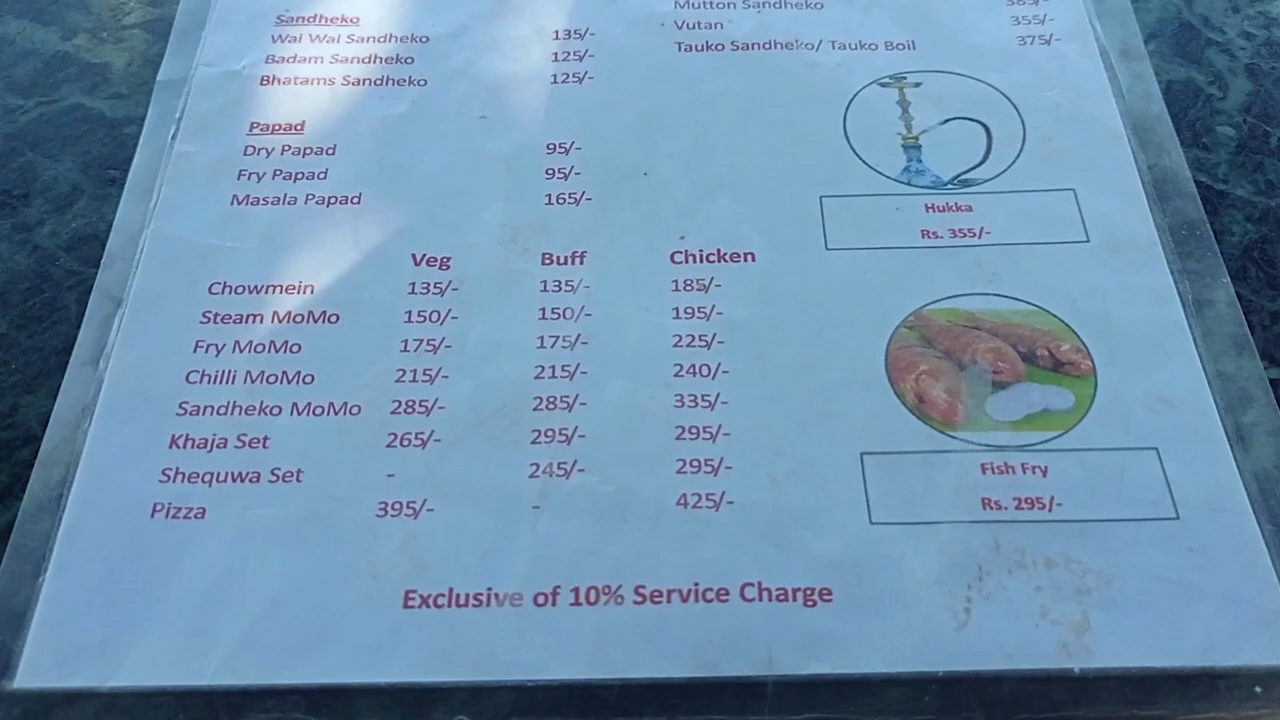 Sandheko
Wai Wai Sandheko 135/-
Badam Sandheko 125/-
Bhatams Sandheko 125/-
Mutton Sandheko
Vutan 355/-
Tauko Sandheko/ Tauko Boil 375/-
Papad
Dry Papad 95/-
Fry Papad 95/-
Masala Papad 165/-
Hukka
Rs. 355/-
Veg Buff Chicken
Chowmein 135/- 135/- 185/-
Steam MoMo 150/- 150/- 195/-
Fry MoMo 175/- 175/- 225/-
Chilli MoMo 215/- 215/- 240/-
Sandheko MoMo 285/- 285/- 335/-
Khaja Set 265/- 295/- 295/-
Shequwa Set - 245/- 295/-
Pizza 395/- - 425/-
Fish Fry
Rs. 295/-
Exclusive of 10% Service Charge